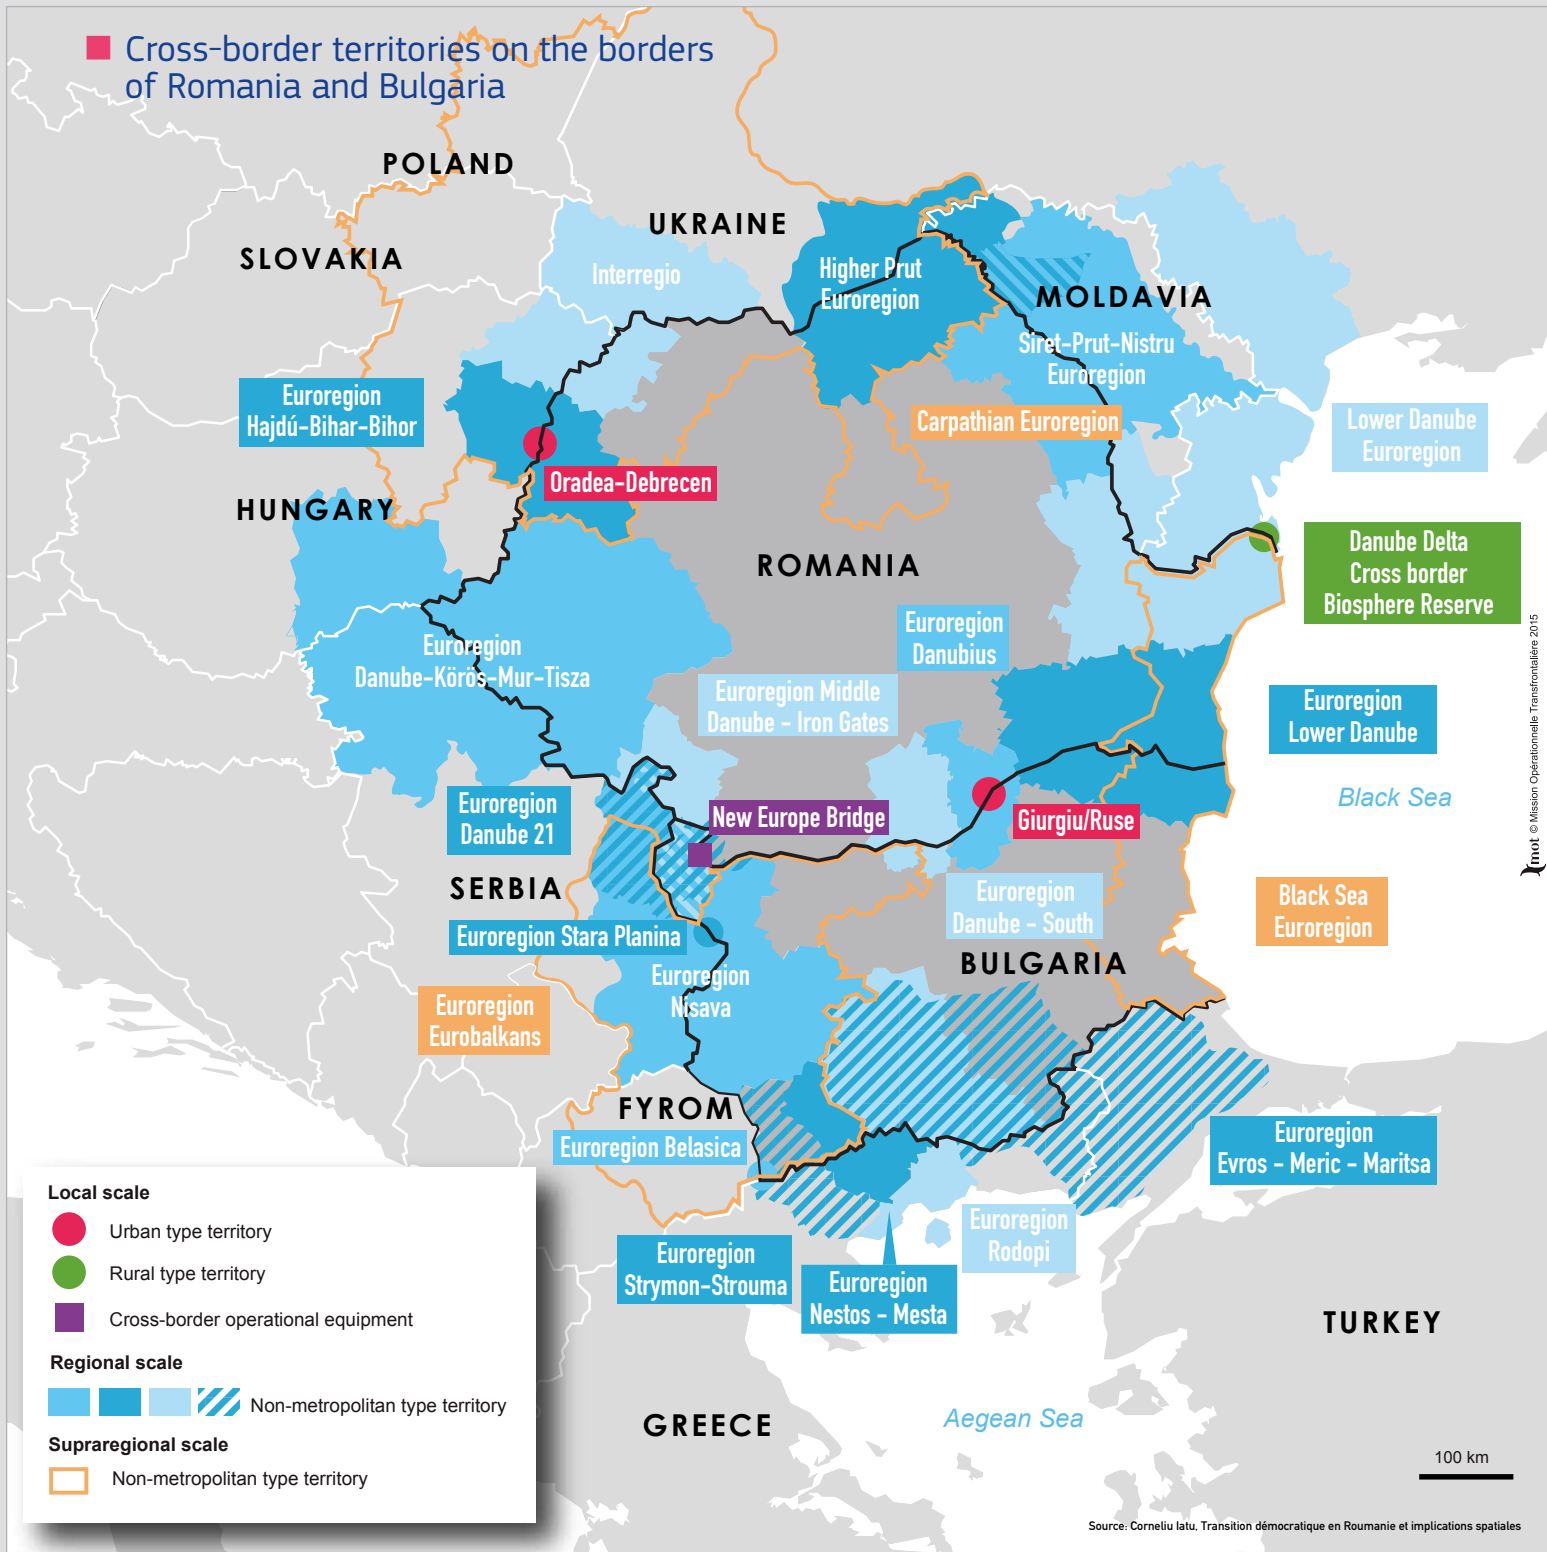 Cross-border territories on the borders
of Romania and Bulgaria
POLAND
UKRAINE
SLOVAKIA
Interregio
Higher Prut
Euroregion
MOLDAVIA
Siret-Prut-Nistru
Euroregion
Euroregion
Hajdú-Bihar-Bihor
Carpathian Euroregion
Lower Danube
Euroregion
Oradea-Debrecen
HUNGARY
ROMANIA
Danube Delta
Cross border
Biosphere Reserve
Euroregion
Danubius
Euroregion
Danube-Körös-Mur-Tisza
Euroregion Middle
Danube - Iron Gates
Euroregion
Lower Danube
Black Sea
Euroregion
Danube 21
New Europe Bridge
Giurgiu/Ruse
SERBIA
Euroregion
Danube - South
Black Sea
Euroregion
Euroregion Stara Planina
BULGARIA
Euroregion
Nisava
Euroregion
Eurobalkans
FYROM
Euroregion Belasica
Euroregion
Evros - Meric - Maritsa
Euroregion
Rodopi
Euroregion
Strymon-Strouma
Euroregion
Nestos - Mesta
TURKEY
GREECE
Aegean Sea
Local scale
Urban type territory
Rural type territory
Cross-border operational equipment
Regional scale
Non-metropolitan type territory
Supraregional scale
Non-metropolitan type territory
100 km
Source: Corneliu Iatu, Transition démocratique en Roumanie et implications spatiales
mot © Mission Opérationnelle Transfrontalière 2015